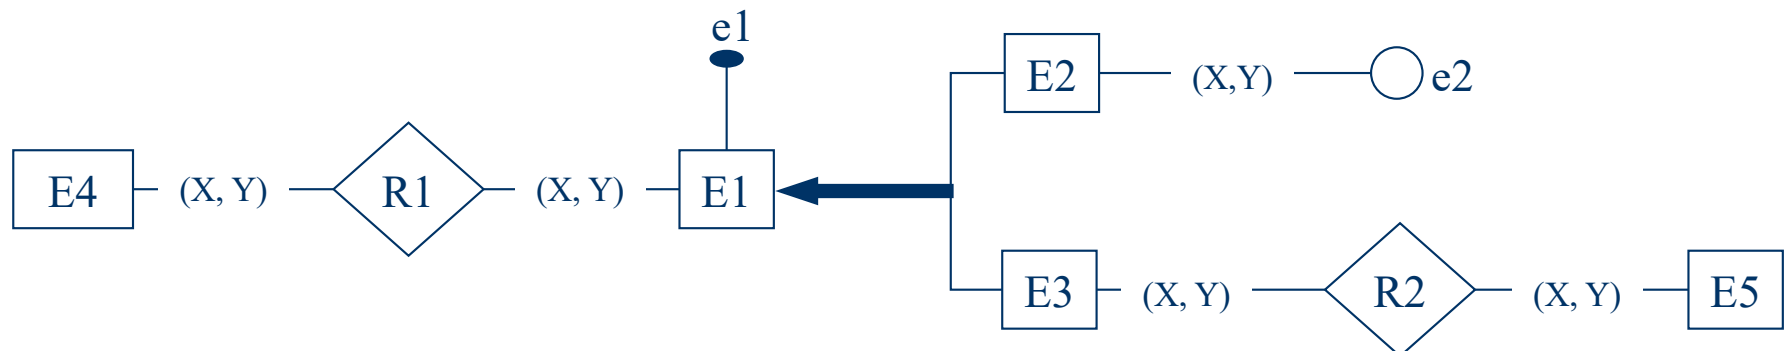 e1
E2 (X,Y) e2
E4 (X, Y) R1 (X, Y) E1
E3 (X, Y) R2 (X, Y) E5